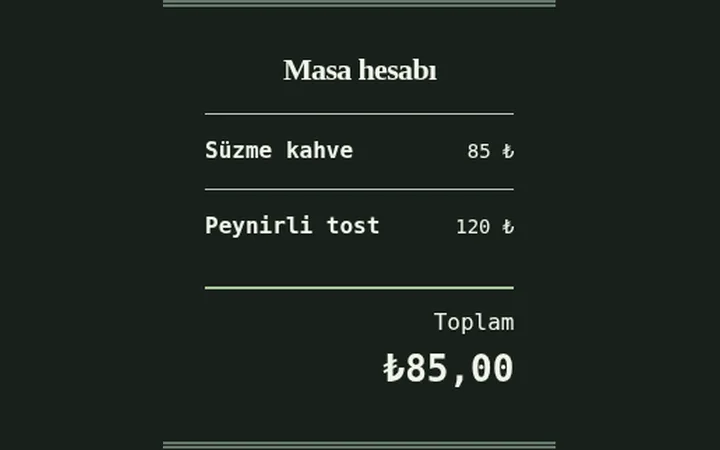 Masa hesabı
Süzme kahve 85 ₺
Peynirli tost 120 ₺
Toplam
₺85,00